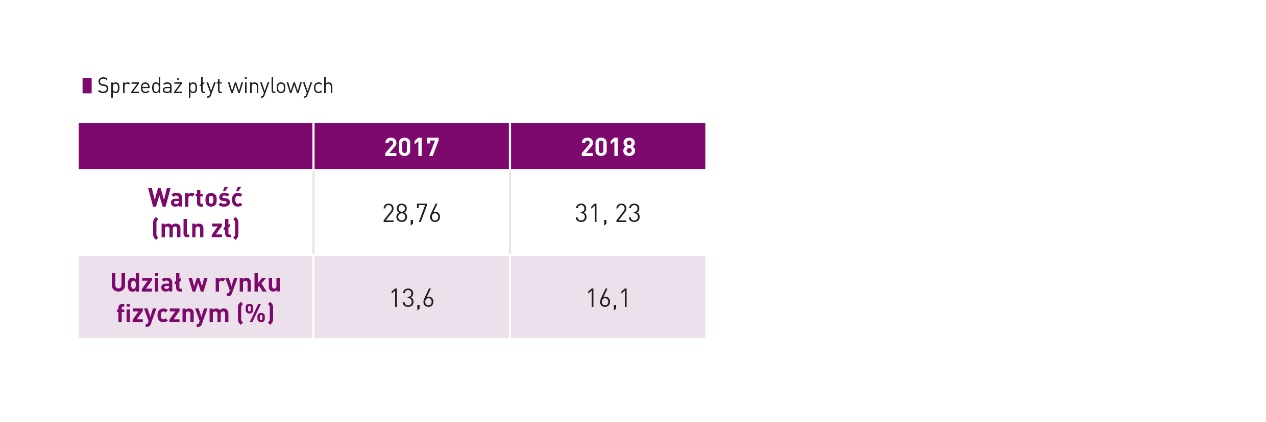 Sprzedaż płyt winylowych
2017 2018
Wartość
(mln zł) 28,76 31, 23
Udział w rynku
fizycznym (%) 13,6 16,1